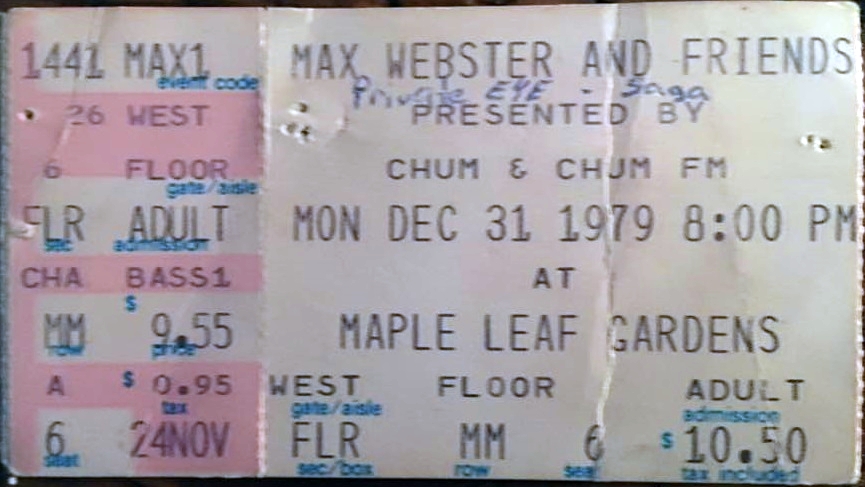 1441 MAX1
event code
26 WEST
6 FLOOR
gate/aisle
FLR ADULT
sec admission
CHA BASS1
$
MM 9.55
row price
A $ 0.95
tax
6 24NOV
seat
MAX WEBSTER AND FRIENDS
Private EYE - Saga
PRESENTED BY
CHUM & CHUM FM
MON DEC 31 1979 8:00 PM
AT
MAPLE LEAF GARDENS
WEST FLOOR ADULT
gate/aisle admission
FLR MM 6 $ 10.50
sec/box row seat tax included